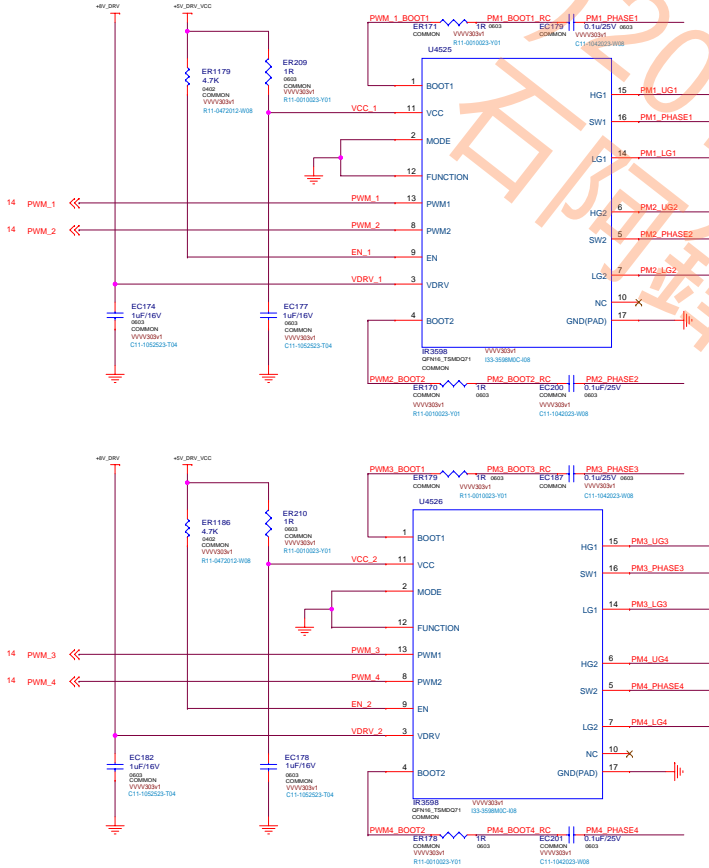 +8V_DRV
+5V_DRV_VCC
PWM_1_BOOT1
PM1_BOOT1_RC
PM1_PHASE1
ER171
1R
0603
EC179
0.1u/25V
COMMON
COMMON
0603
VVVV303v1
VVVV303v1
R11-0010023-Y01
C11-1042023-W08
U4525
ER1179
4.7K
0402
COMMON
VVVV303v1
R11-0472012-W08
ER209
1R
0603
COMMON
VVVV303v1
R11-0010023-Y01
1 BOOT1
VCC_1 11 VCC
2 MODE
12 FUNCTION
14 PWM_1
PWM_1 13 PWM1
14 PWM_2
PWM_2 8 PWM2
EN_1 9 EN
VDRV_1 3 VDRV
4 BOOT2
HG1 15 PM1_UG1
SW1 16 PM1_PHASE1
LG1 14 PM1_LG1
HG2 6 PM2_UG2
SW2 5 PM2_PHASE2
LG2 7 PM2_LG2
NC 10
GND(PAD) 17
EC174
1uF/16V
0603
COMMON
VVVV303v1
C11-1052523-T04
EC177
1uF/16V
0603
COMMON
VVVV303v1
C11-1052523-T04
IR3598
QFN16_TSMDQ71
COMMON
VVVV303v1
I33-3598M0C-I08
PWM2_BOOT2
PM2_BOOT2_RC
PM2_PHASE2
ER170
1R
0603
EC200
0.1uF/25V
COMMON
COMMON
0603
VVVV303v1
VVVV303v1
R11-0010023-Y01
C11-1042023-W08
石阿鋒
+8V_DRV
+5V_DRV_VCC
PWM3_BOOT1
PM3_BOOT3_RC
PM3_PHASE3
ER179
1R
0603
EC187
0.1u/25V
COMMON
COMMON
0603
VVVV303v1
VVVV303v1
R11-0010023-Y01
C11-1042023-W08
U4526
ER1186
4.7K
0402
COMMON
VVVV303v1
R11-0472012-W08
ER210
1R
0603
COMMON
VVVV303v1
R11-0010023-Y01
1 BOOT1
VCC_2 11 VCC
2 MODE
12 FUNCTION
14 PWM_3
PWM_3 13 PWM1
14 PWM_4
PWM_4 8 PWM2
EN_2 9 EN
VDRV_2 3 VDRV
4 BOOT2
HG1 15 PM3_UG3
SW1 16 PM3_PHASE3
LG1 14 PM3_LG3
HG2 6 PM4_UG4
SW2 5 PM4_PHASE4
LG2 7 PM4_LG4
NC 10
GND(PAD) 17
EC182
1uF/16V
0603
COMMON
VVVV303v1
C11-1052523-T04
EC178
1uF/16V
0603
COMMON
VVVV303v1
C11-1052523-T04
IR3598
QFN16_TSMDQ71
COMMON
VVVV303v1
I33-3598M0C-I08
PWM4_BOOT2
PM4_BOOT4_RC
PM4_PHASE4
ER178
1R
0603
EC201
0.1uF/25V
COMMON
COMMON
0603
VVVV303v1
VVVV303v1
R11-0010023-Y01
C11-1042023-W08